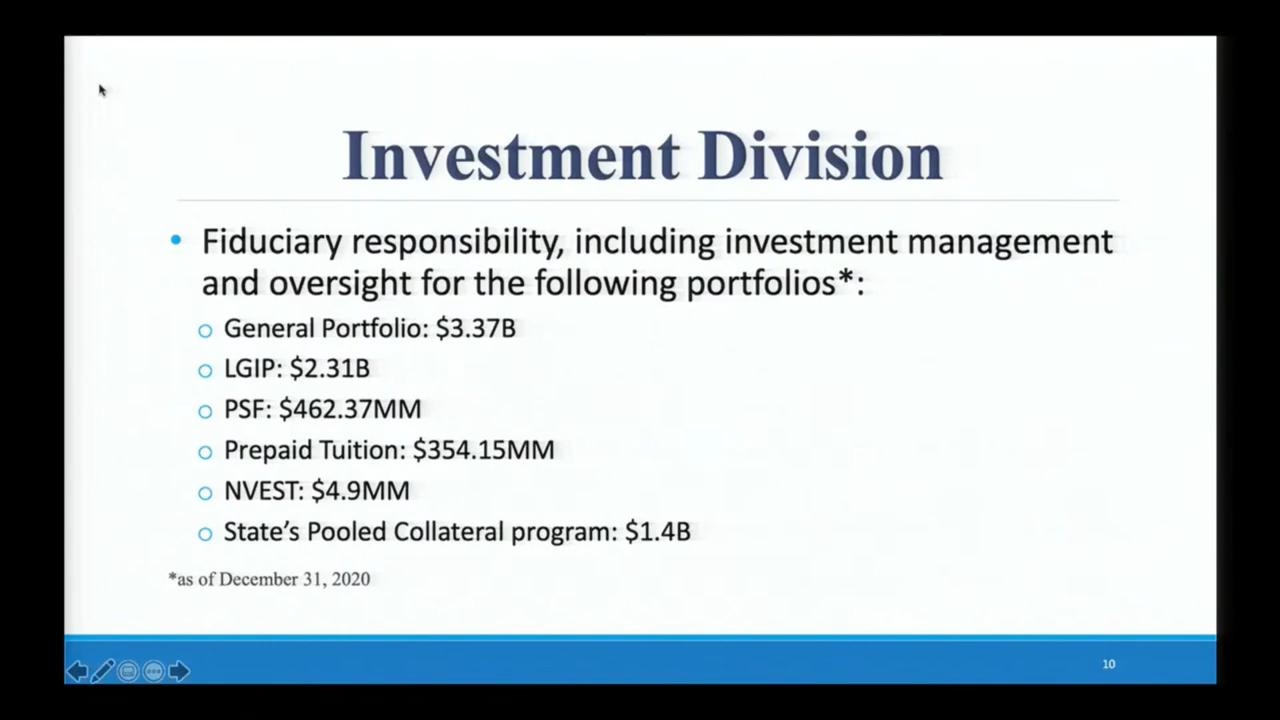 Investment Division
• Fiduciary responsibility, including investment management
and oversight for the following portfolios*:
o General Portfolio: $3.37B
o LGIP: $2.31B
o PSF: $462.37MM
o Prepaid Tuition: $354.15MM
o NVEST: $4.9MM
o State's Pooled Collateral program: $1.4B
*as of December 31, 2020
10